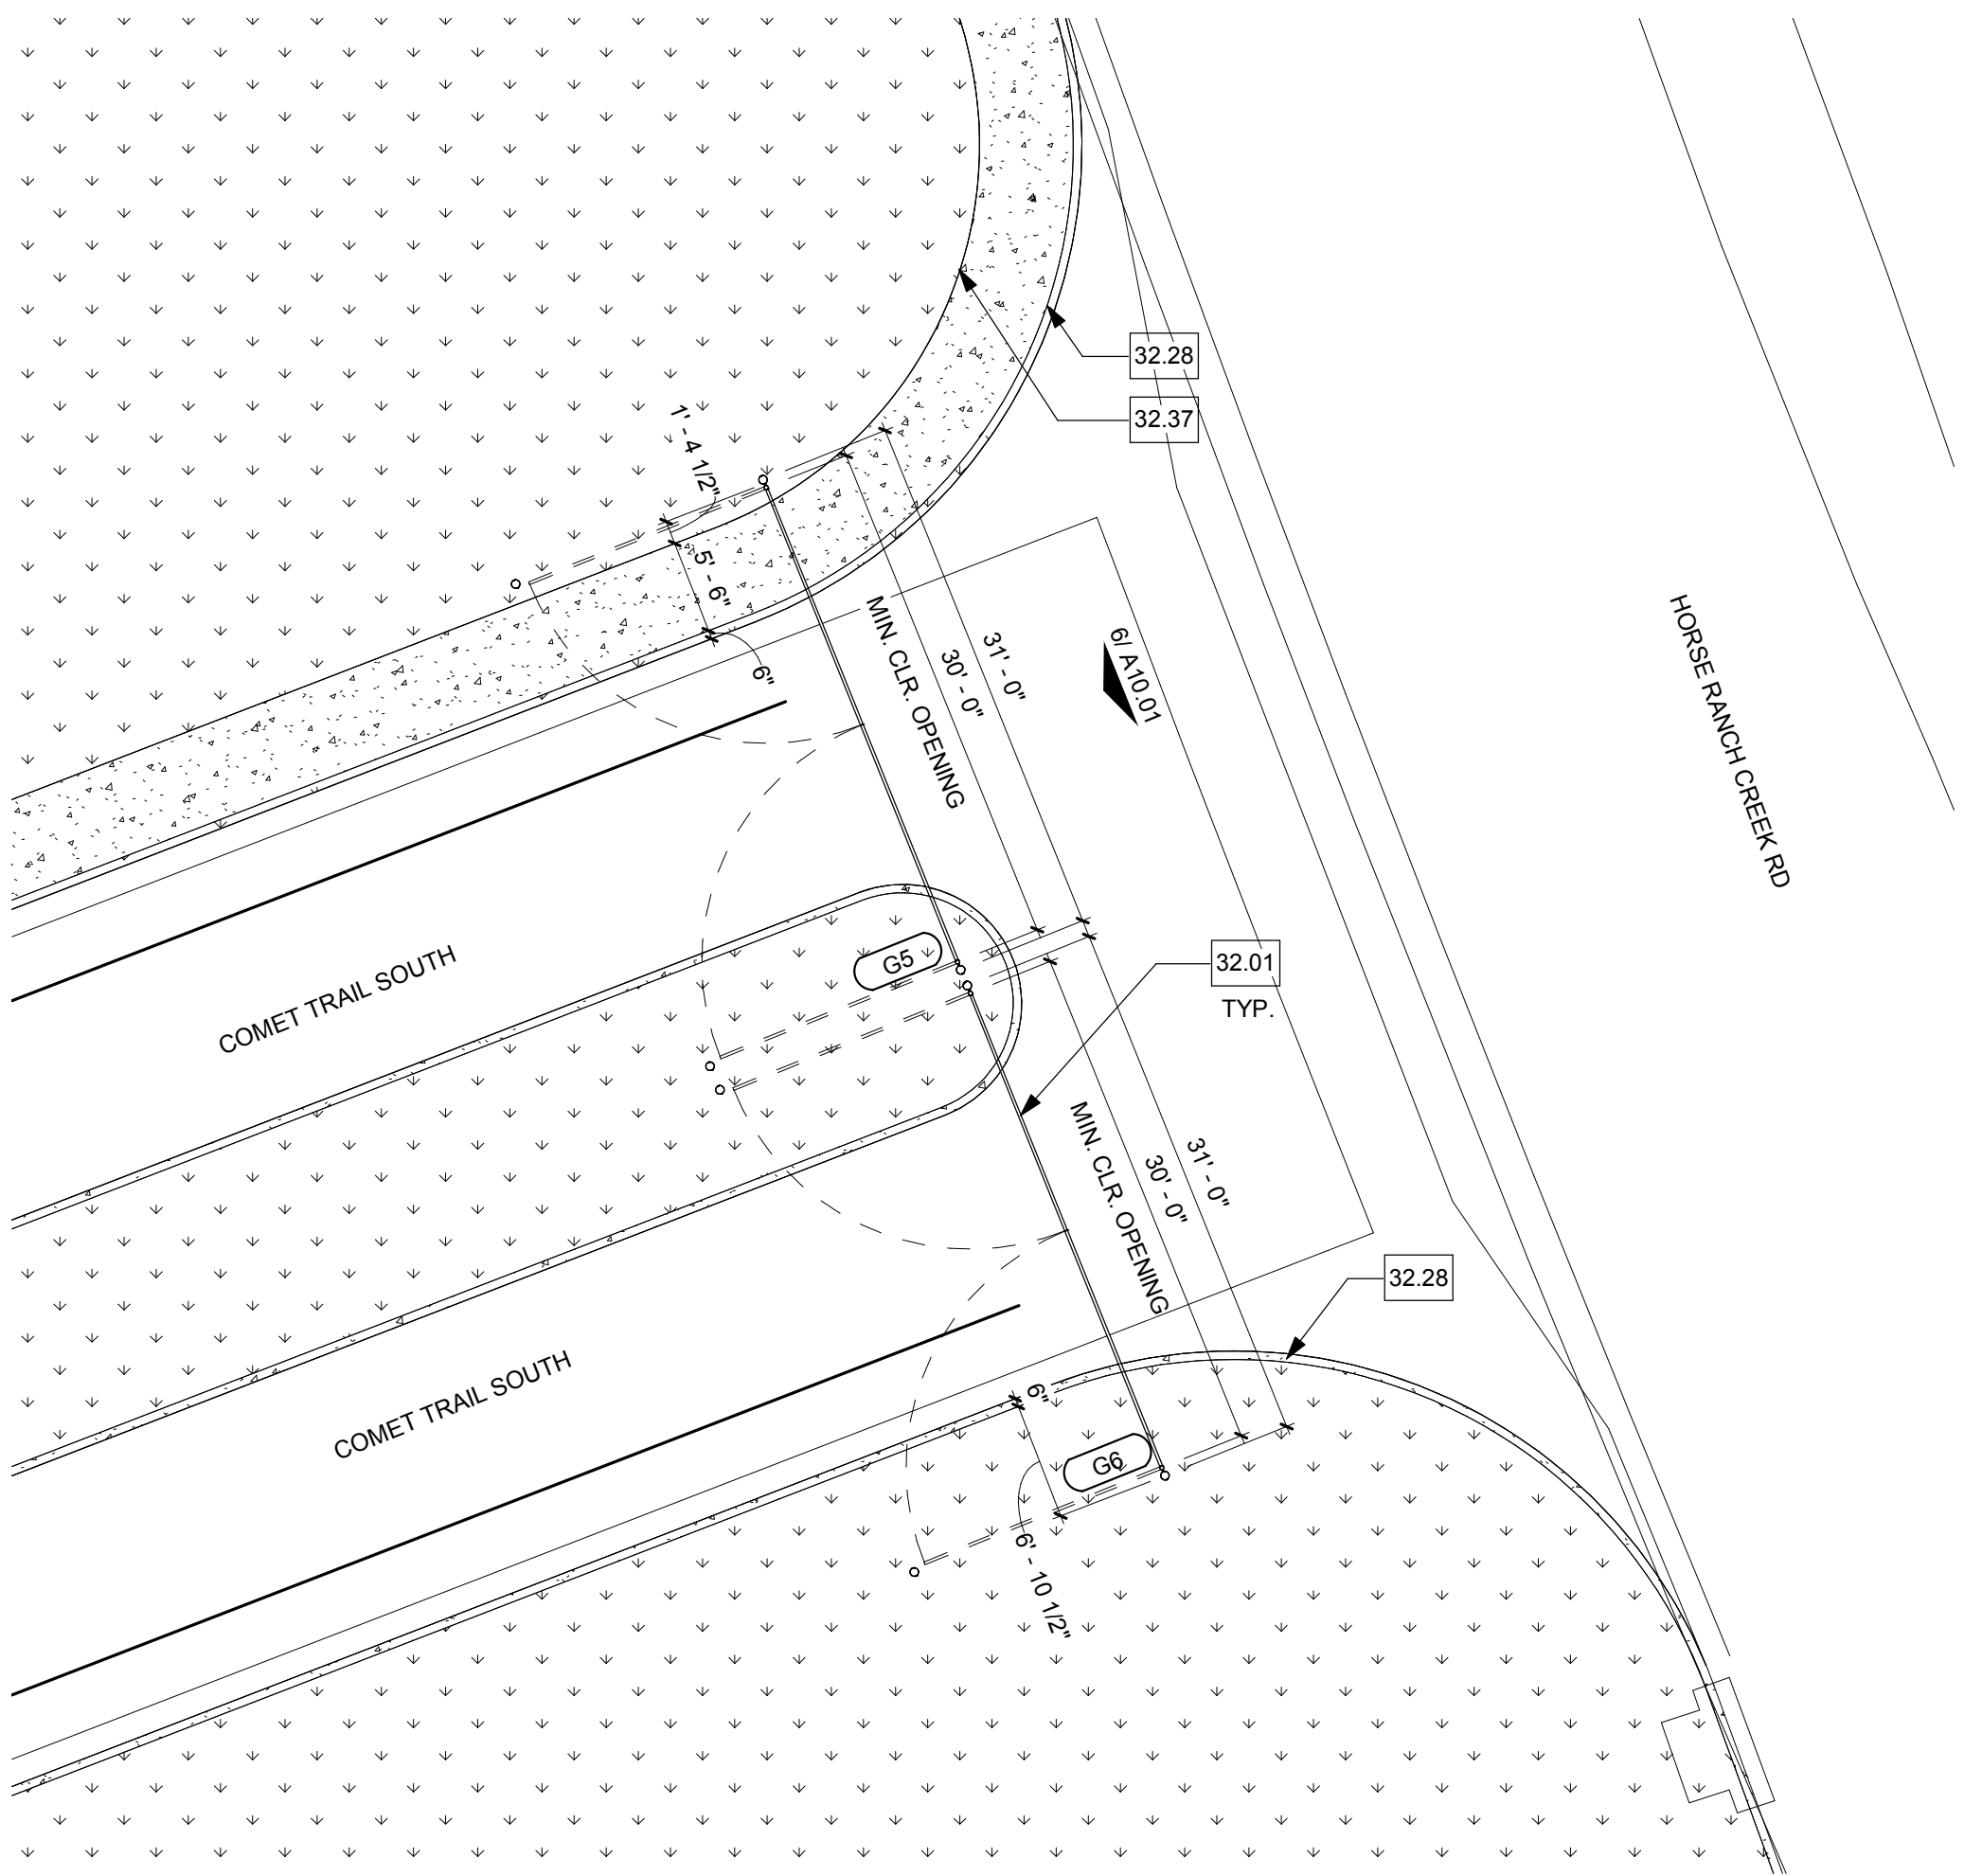 32.28
32.37
1' - 4 1/2"
5' - 6"
6"
MIN. CLR. OPENING
30' - 0"
31' - 0"
6/ A10.01
HORSE RANCH CREEK RD
G5
32.01
TYP.
COMET TRAIL SOUTH
MIN. CLR. OPENING
30' - 0"
31' - 0"
32.28
COMET TRAIL SOUTH
6"
G6
6' - 10 1/2"